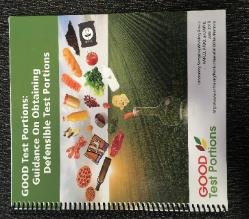 GOOD Test Portions:
Guidance On Obtaining
Defensible Test Portions
GOOD
Test Portions